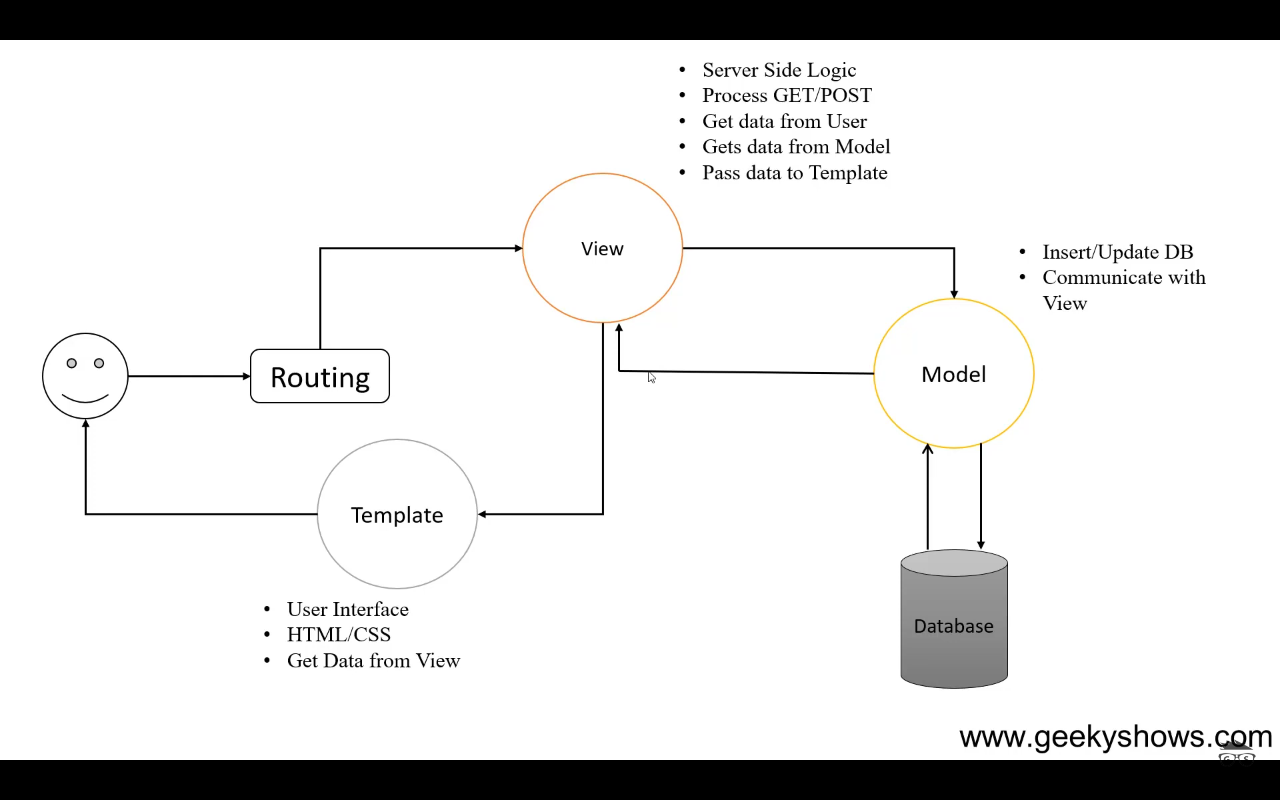 • Server Side Logic
• Process GET/POST
• Get data from User
• Gets data from Model
• Pass data to Template
View
• Insert/Update DB
• Communicate with
View
Routing
Model
Template
• User Interface
• HTML/CSS
• Get Data from View
Database
www.geekyshows.com
G S